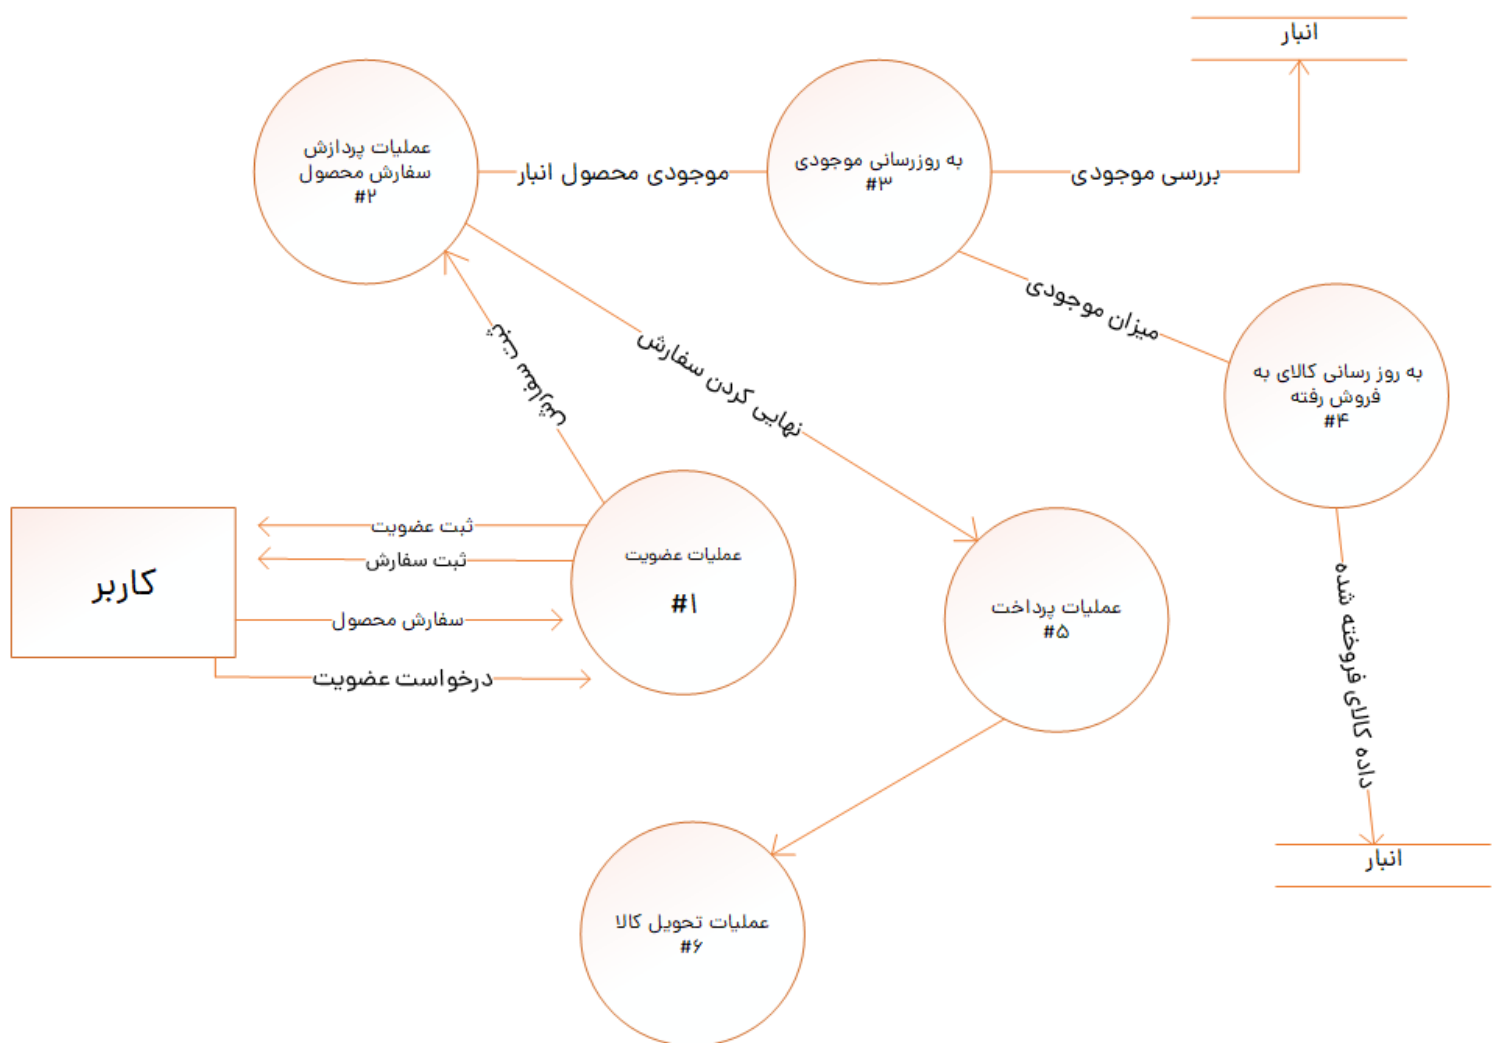 انبار
عملیات پردازش
سفارش محصول
#۲
موجودی محصول انبار
به روزرسانی موجودی
#۳
بررسی موجودی
میزان موجودی
ثبت سفارش
نهایی کردن سفارش
به روز رسانی کالای به
فروش رفته
#۴
کاربر
ثبت عضویت
ثبت سفارش
سفارش محصول
درخواست عضویت
عملیات عضویت
#۱
عملیات پرداخت
#۵
داده کالای فروخته شده
انبار
عملیات تحویل کالا
#۶